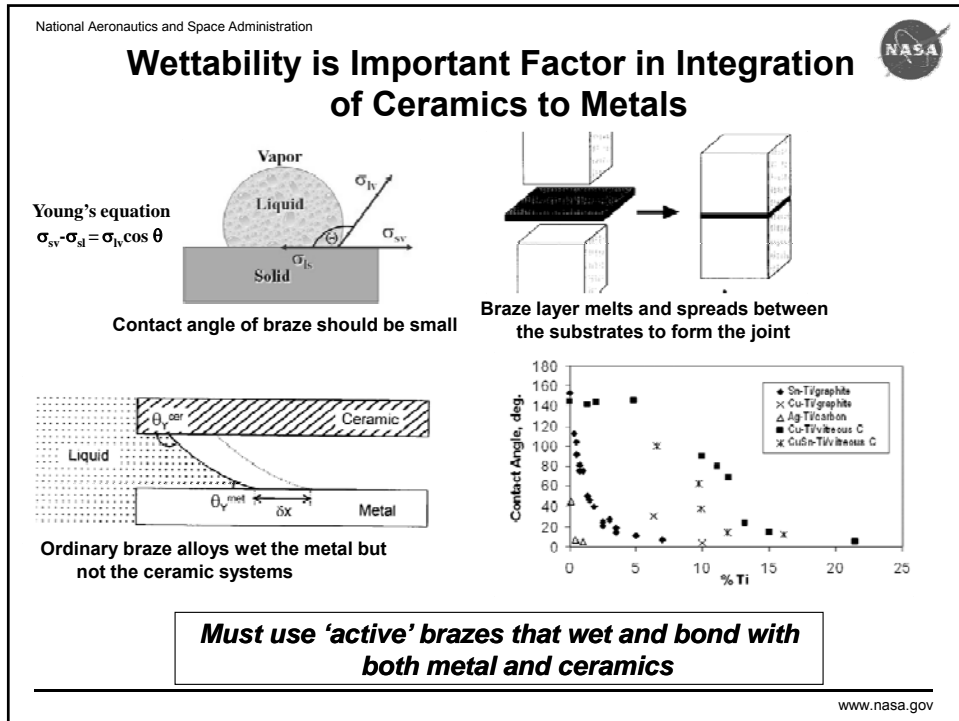 National Aeronautics and Space Administration
NASA
Wettability is Important Factor in Integration
of Ceramics to Metals
Young's equation
σsv-σsl = σlvcos θ
Vapor
Liquid
Solid
σlv
Θ
σsv
σls
Contact angle of braze should be small
Braze layer melts and spreads between
the substrates to form the joint
θY cer
Ceramic
Liquid
θY met
δx
Metal
Ordinary braze alloys wet the metal but
not the ceramic systems
Contact Angle, deg.
180
160
140
120
100
80
60
40
20
0
0 5 10 15 20 25
% Ti
Sn-Ti/graphite
Cu-Ti/graphite
Ag-Ti/carbon
Cu-Ti/vitreous C
CuSn-Ti/vitreous C
Must use 'active' brazes that wet and bond with
both metal and ceramics
www.nasa.gov